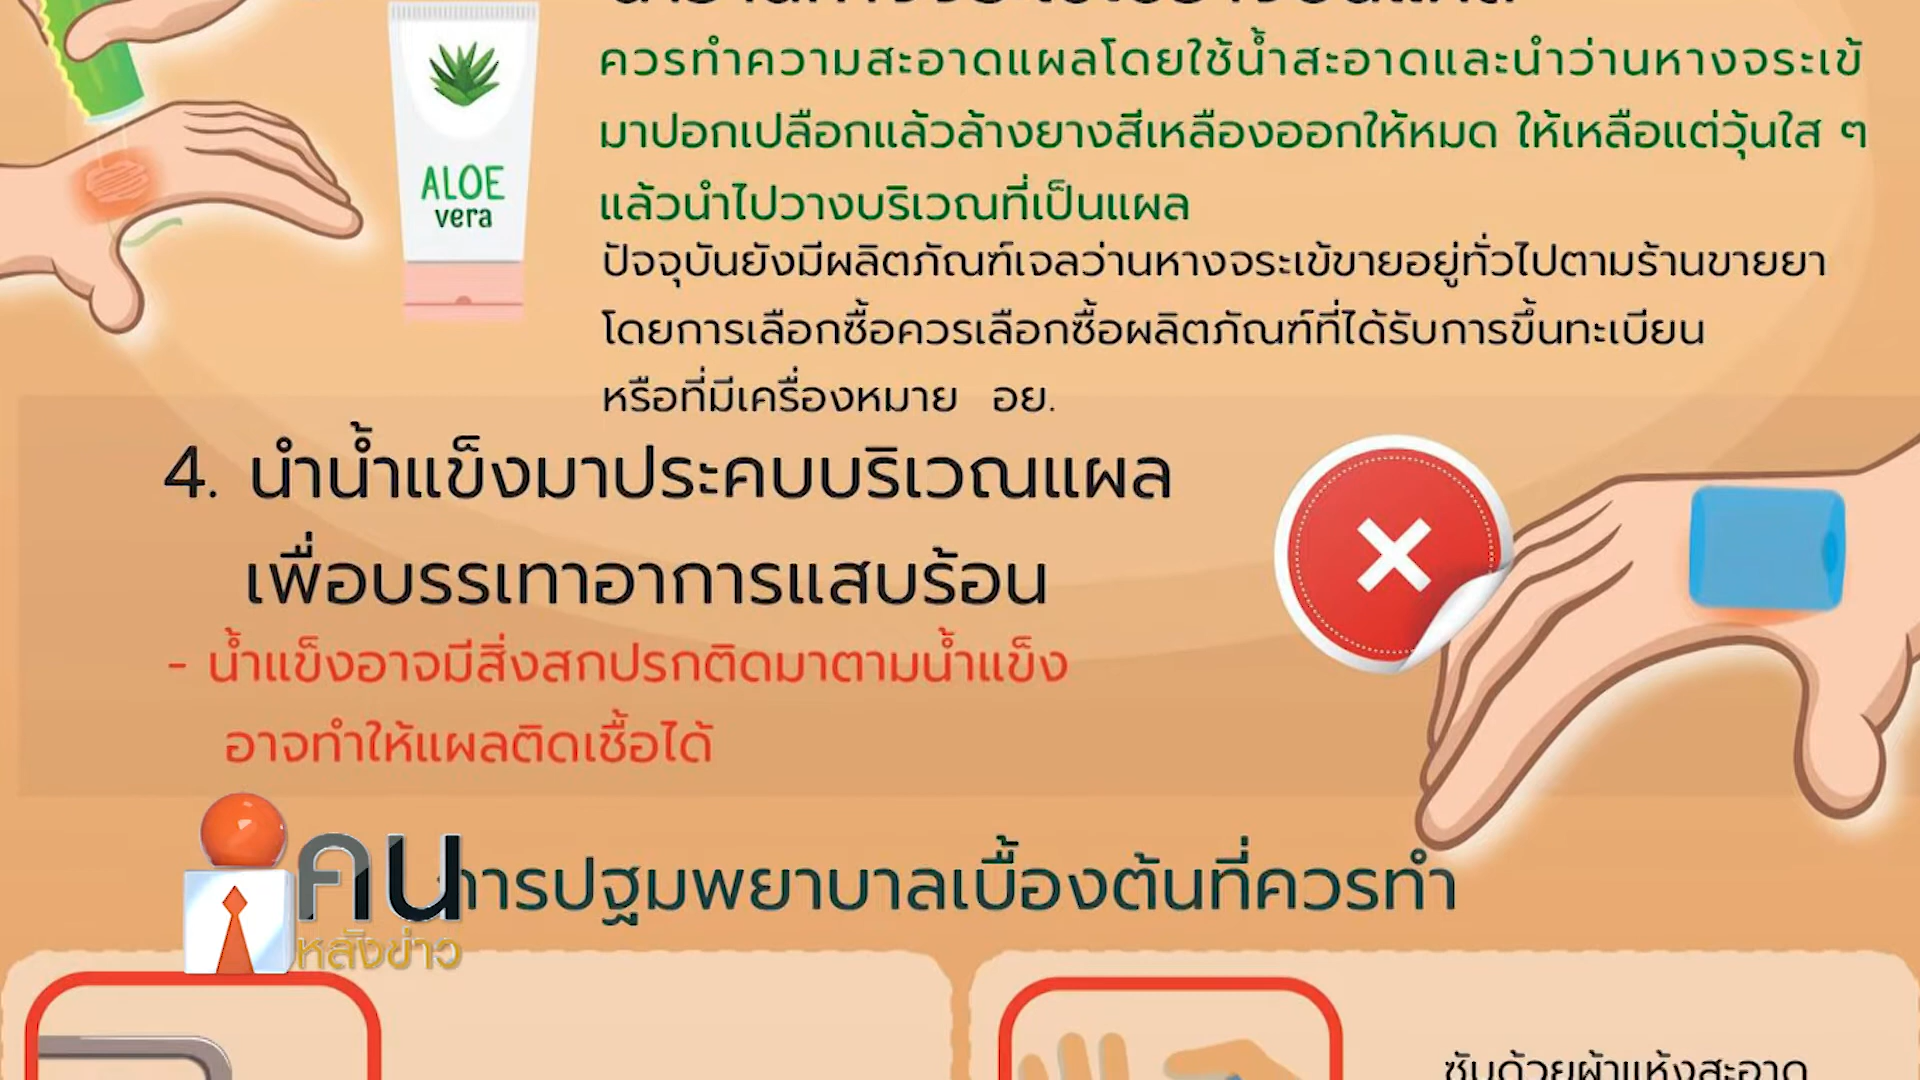 ควรทำความสะอาดแผลโดยใช้น้ำสะอาดและนำว่านหางจระเข้
มาปอกเปลือกแล้วล้างยางสีเหลืองออกให้หมด ให้เหลือแต่วุ้นใส ๆ
แล้วนำไปวางบริเวณที่เป็นแผล
ALOE
vera
ปัจจุบันยังมีผลิตภัณฑ์เจลว่านหางจระเข้ขายอยู่ทั่วไปตามร้านขายยา
โดยการเลือกซื้อควรเลือกซื้อผลิตภัณฑ์ที่ได้รับการขึ้นทะเบียน
หรือที่มีเครื่องหมาย อย.
4. นำน้ำแข็งมาประคบบริเวณแผล
เพื่อบรรเทาอาการแสบร้อน
- น้ำแข็งอาจมีสิ่งสกปรกติดมาตามน้ำแข็ง
อาจทำให้แผลติดเชื้อได้
การปฐมพยาบาลเบื้องต้นที่ควรทำ
คน
หลังข่าว
ซับด้วยผ้าแห้งสะอาด